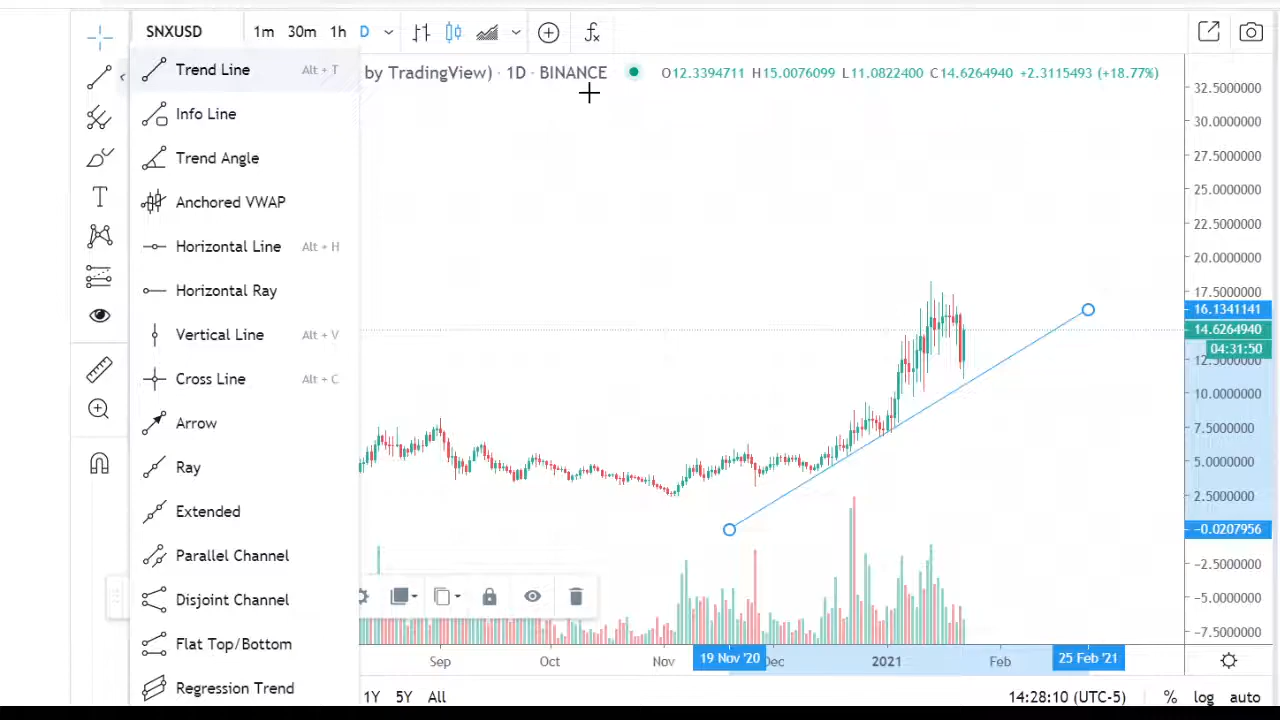 SNXUSD 1m 30m 1h D
Trend Line Alt + T
by TradingView) · 1D · BINANCE O12.3394711 H15.0076099 L11.0822400 C14.6264940 +2.3115493 (+18.77%)
Info Line
Trend Angle
Anchored VWAP
Horizontal Line Alt + H
Horizontal Ray
Vertical Line Alt + V
Cross Line Alt + C
Arrow
Ray
Extended
Parallel Channel
Disjoint Channel
Flat Top/Bottom
Regression Trend
32.5000000
30.0000000
27.5000000
25.0000000
22.5000000
20.0000000
17.5000000
16.1341141
14.6264940
04:31:50
12.5000000
10.0000000
7.5000000
5.0000000
2.5000000
−0.0207956
−2.5000000
−5.0000000
−7.5000000
Sep Oct Nov 19 Nov '20 Dec 2021 Feb 25 Feb '21
1Y 5Y All 14:28:10 (UTC-5) % log auto